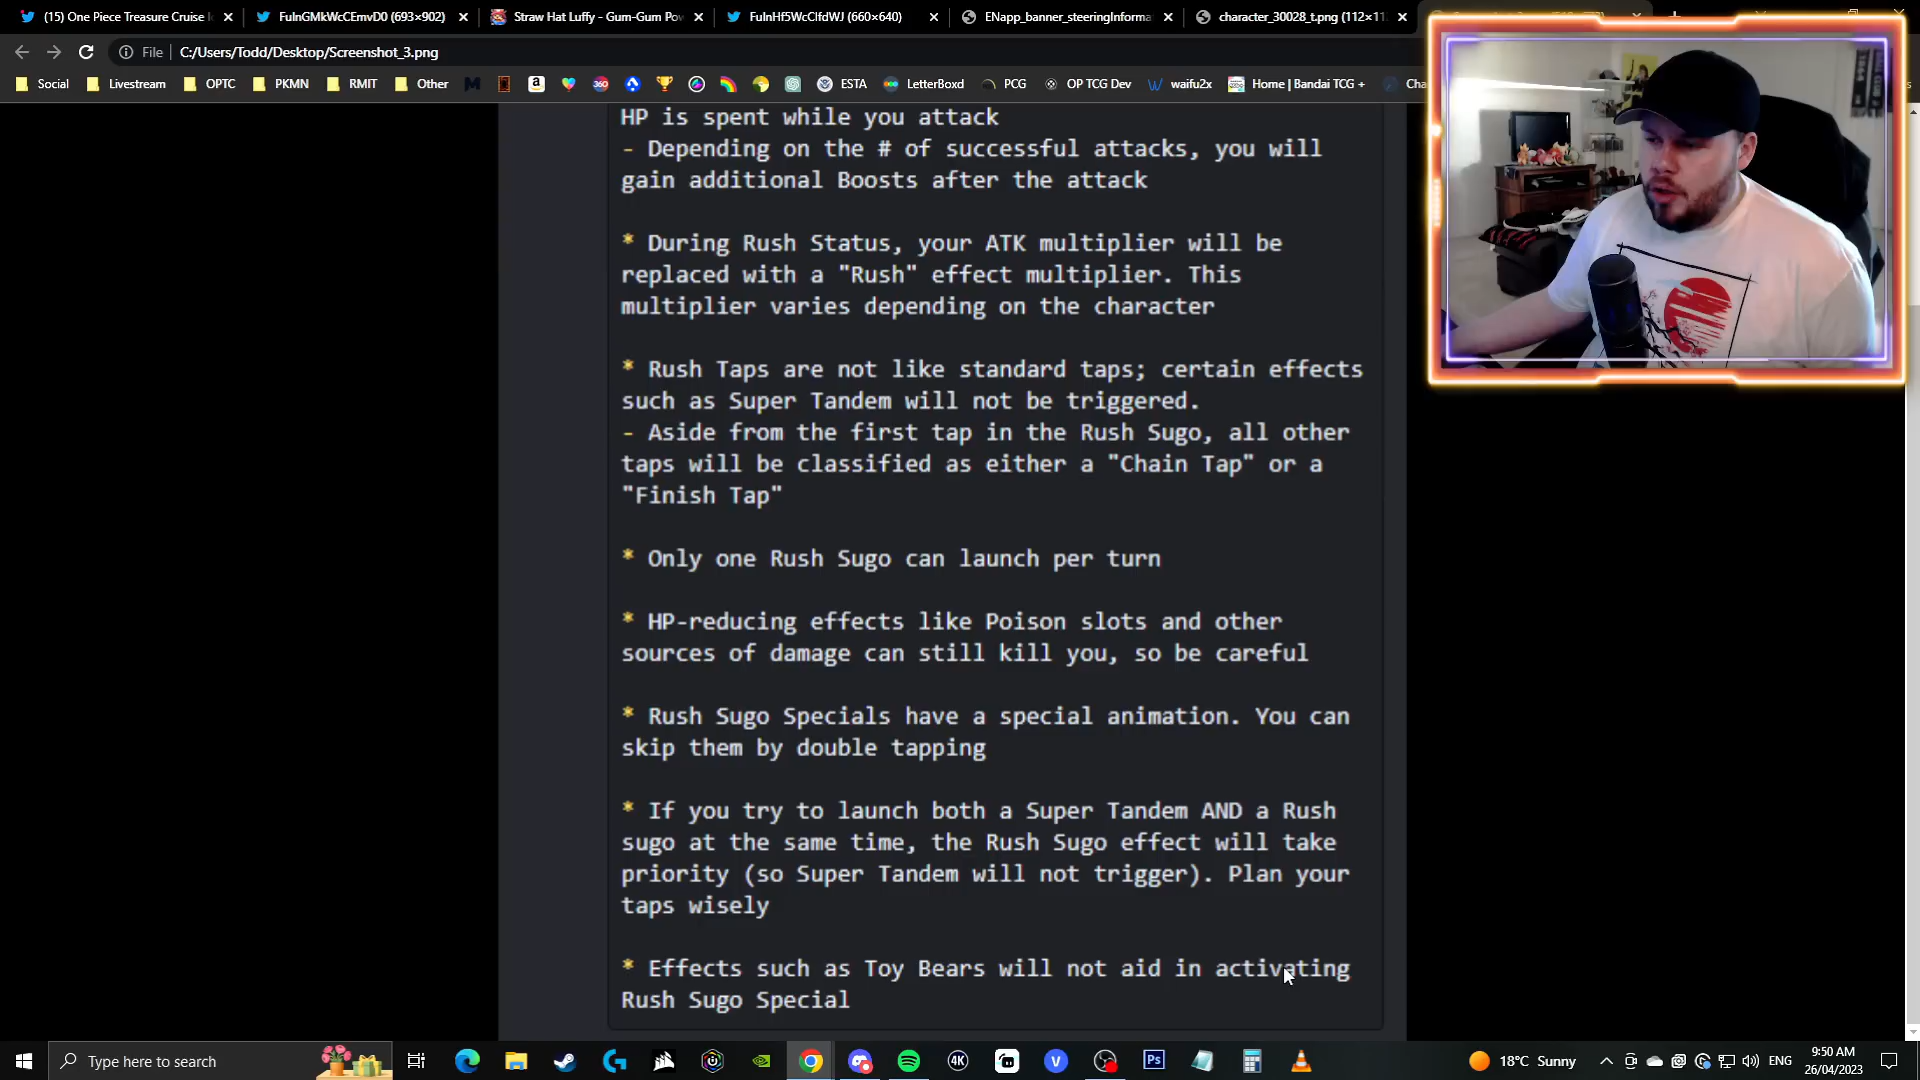 (15) One Piece Treasure Cruise
FuInGMkWcCEmvD0 (693×902)
Straw Hat Luffy - Gum-Gum Pow
FuInHf5WcCIfdWJ (660×640)
ENapp_banner_steeringInforma
character_30028_t.png (112×11
File
C:/Users/Todd/Desktop/Screenshot_3.png
Social
Livestream
OPTC
PKMN
RMIT
Other
ESTA
LetterBoxd
PCG
OP TCG Dev
waifu2x
Home | Bandai TCG +
HP is spent while you attack
- Depending on the # of successful attacks, you will
gain additional Boosts after the attack
* During Rush Status, your ATK multiplier will be
replaced with a "Rush" effect multiplier. This
multiplier varies depending on the character
* Rush Taps are not like standard taps; certain effects
such as Super Tandem will not be triggered.
- Aside from the first tap in the Rush Sugo, all other
taps will be classified as either a "Chain Tap" or a
"Finish Tap"
* Only one Rush Sugo can launch per turn
* HP-reducing effects like Poison slots and other
sources of damage can still kill you, so be careful
* Rush Sugo Specials have a special animation. You can
skip them by double tapping
* If you try to launch both a Super Tandem AND a Rush
sugo at the same time, the Rush Sugo effect will take
priority (so Super Tandem will not trigger). Plan your
taps wisely
* Effects such as Toy Bears will not aid in activating
Rush Sugo Special
Type here to search
4K
Ps
18°C Sunny
ENG
9:50 AM
26/04/2023